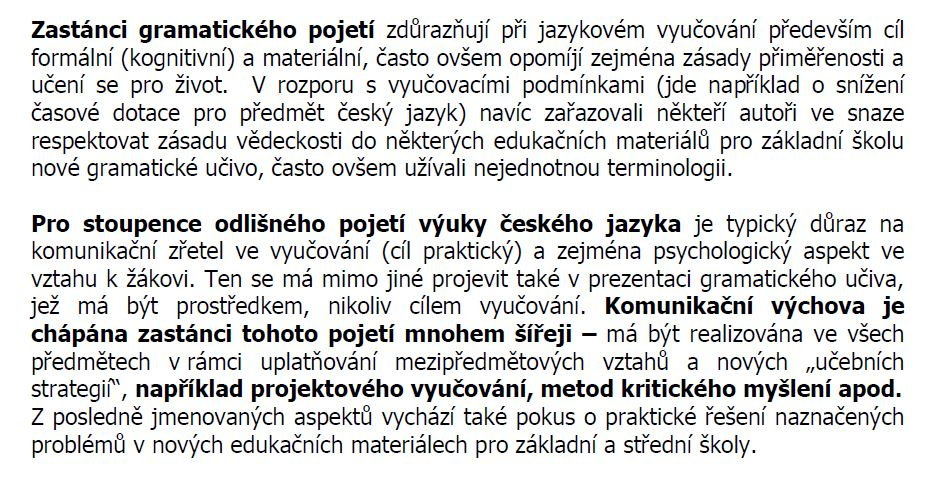 Zastánci gramatického pojetí zdůrazňují při jazykovém vyučování především cíl
formální (kognitivní) a materiální, často ovšem opomíjí zejména zásady přiměřenosti a
učení se pro život. V rozporu s vyučovacími podmínkami (jde například o snížení
časové dotace pro předmět český jazyk) navíc zařazovali někteří autoři ve snaze
respektovat zásadu vědeckosti do některých edukačních materiálů pro základní školu
nové gramatické učivo, často ovšem užívali nejednotnou terminologii.
Pro stoupence odlišného pojetí výuky českého jazyka je typický důraz na
komunikační zřetel ve vyučování (cíl praktický) a zejména psychologický aspekt ve
vztahu k žákovi. Ten se má mimo jiné projevit také v prezentaci gramatického učiva,
jež má být prostředkem, nikoliv cílem vyučování. Komunikační výchova je
chápána zastánci tohoto pojetí mnohem šířeji – má být realizována ve všech
předmětech v rámci uplatňování mezipředmětových vztahů a nových „učebních
strategií“, například projektového vyučování, metod kritického myšlení apod.
Z posledně jmenovaných aspektů vychází také pokus o praktické řešení naznačených
problémů v nových edukačních materiálech pro základní a střední školy.